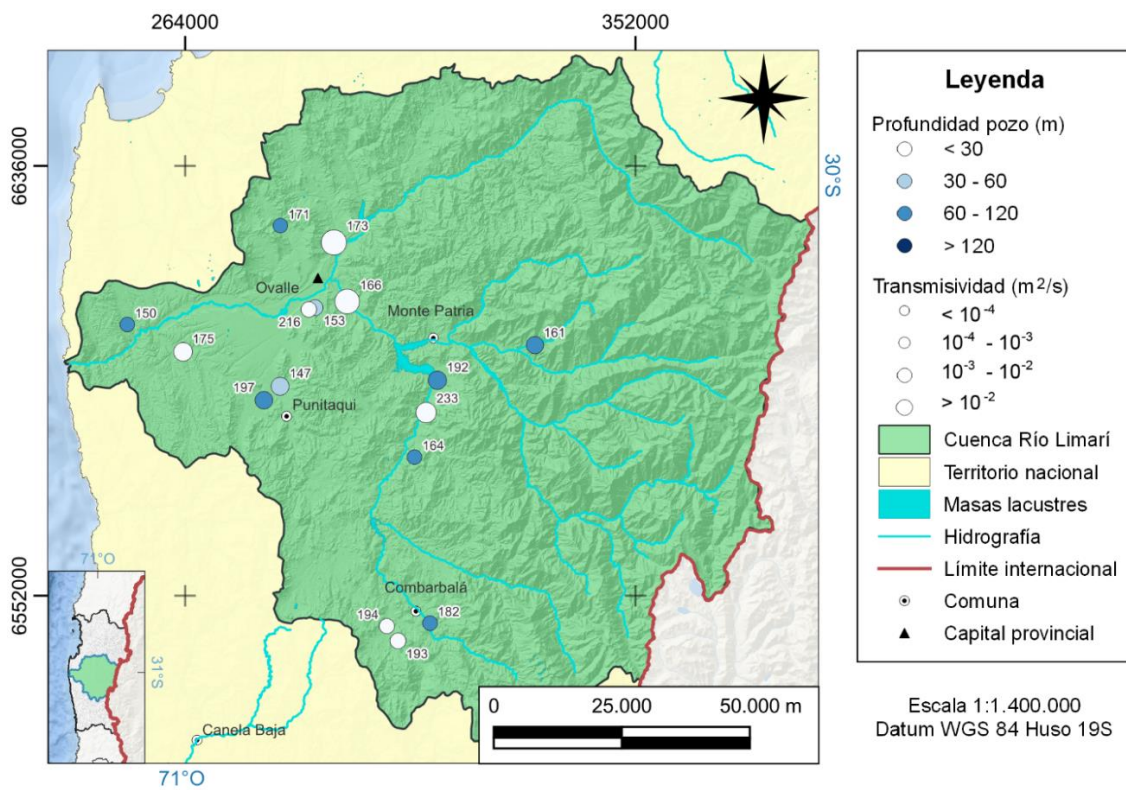 264000
352000
6636000
30°S
171
173
Ovalle
166
150
216
153
Monte Patria
161
175
147
192
197
233
Punitaqui
164
6552000
Combarbalá
194
182
193
71°O
31°S
Canela Baja
0 25.000 50.000 m
71°O
Leyenda
Profundidad pozo (m)
< 30
30 - 60
60 - 120
> 120
Transmisividad (m²/s)
< 10⁻⁴
10⁻⁴ - 10⁻³
10⁻³ - 10⁻²
> 10⁻²
Cuenca Río Limarí
Territorio nacional
Masas lacustres
Hidrografía
Límite internacional
Comuna
Capital provincial
Escala 1:1.400.000
Datum WGS 84 Huso 19S